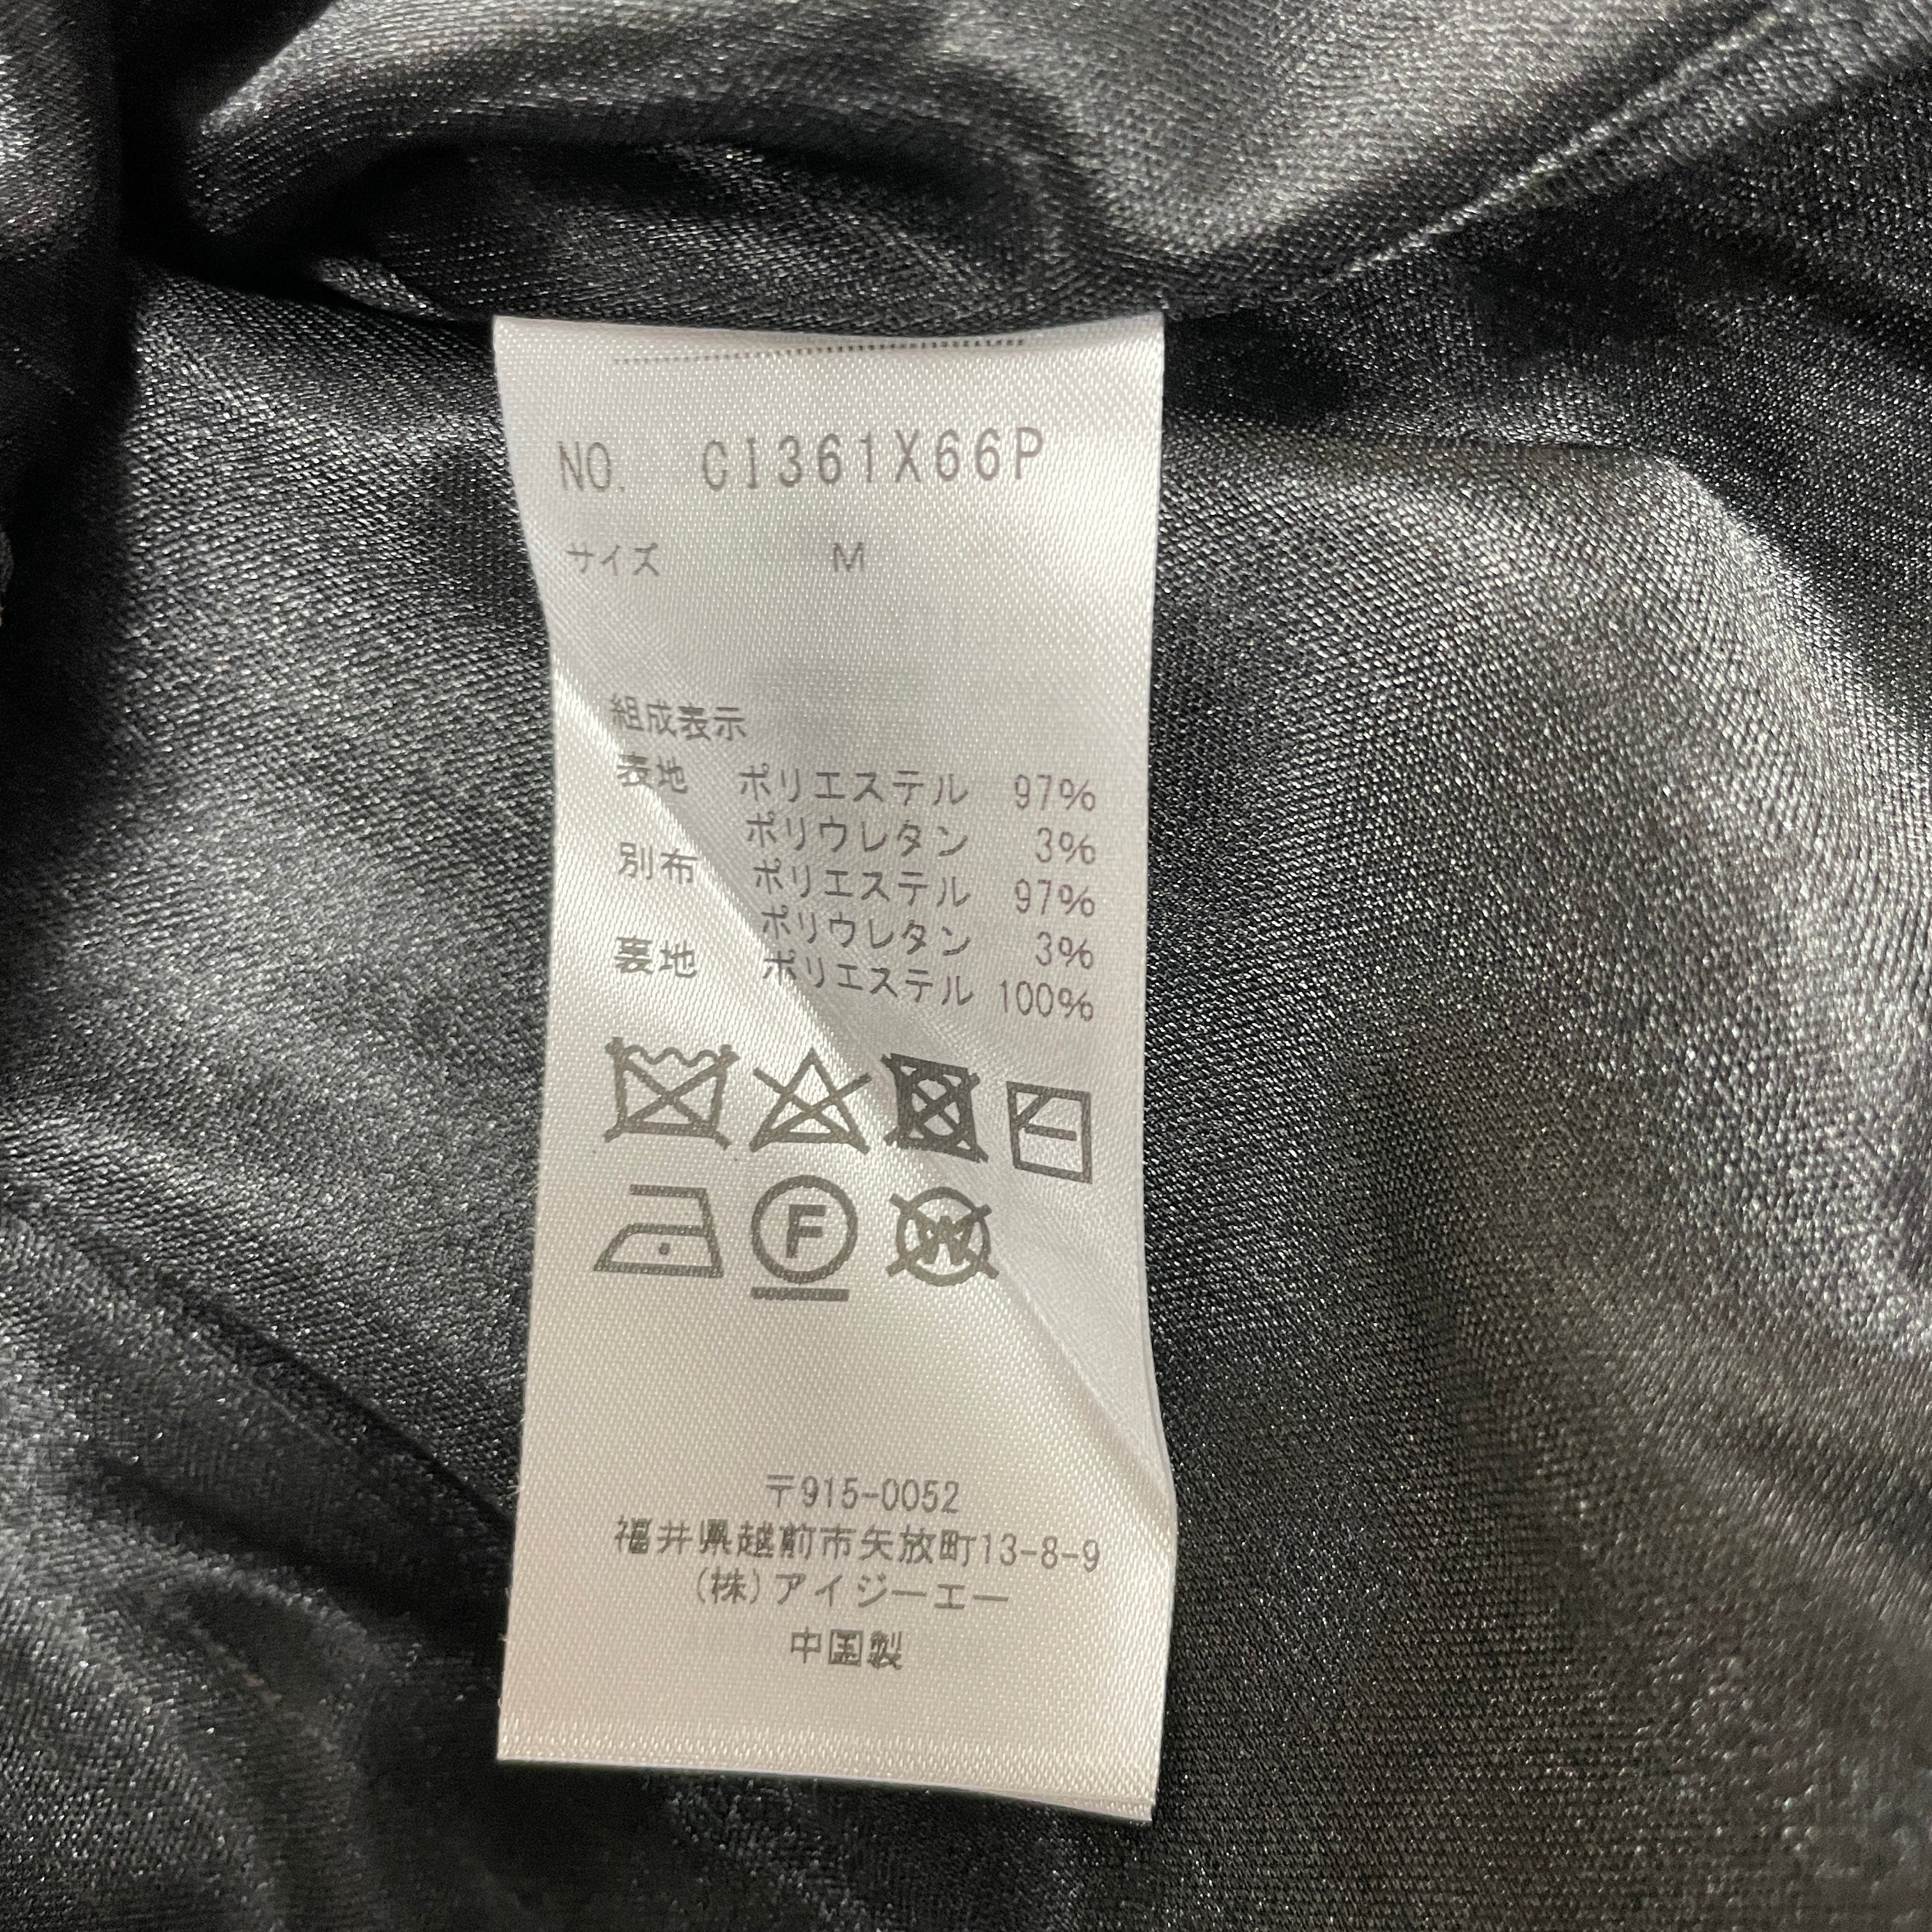 NO. CI361X66P
サイズ M
組成表示
表地 ポリエステル 97%
ポリウレタン 3%
別布 ポリエステル 97%
ポリウレタン 3%
裏地 ポリエステル 100%
F W
〒915-0052
福井県越前市矢放町13-8-9
(株)アイジーエー
中国製